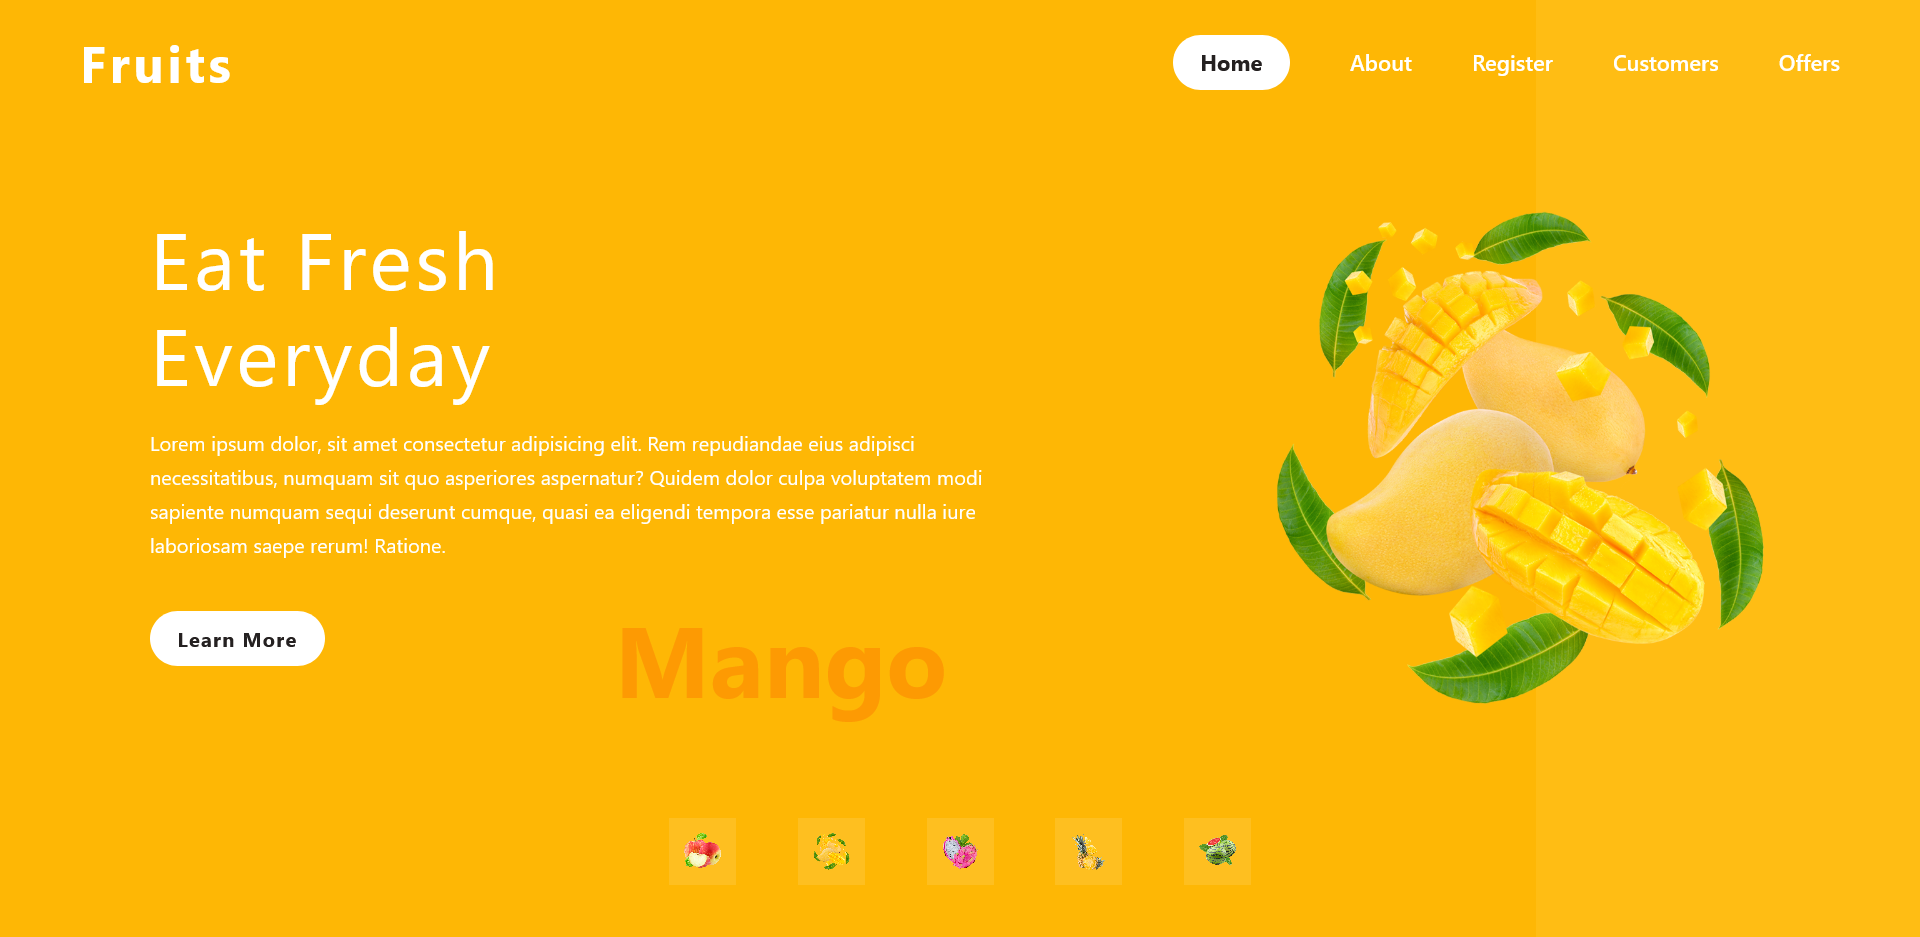 Fruits
Home
About
Register
Customers
Offers
Eat Fresh
Everyday
Lorem ipsum dolor, sit amet consectetur adipisicing elit. Rem repudiandae eius adipisci
necessitatibus, numquam sit quo asperiores aspernatur? Quidem dolor culpa voluptatem modi
sapiente numquam sequi deserunt cumque, quasi ea eligendi tempora esse pariatur nulla iure
laboriosam saepe rerum! Ratione.
Learn More
Mango